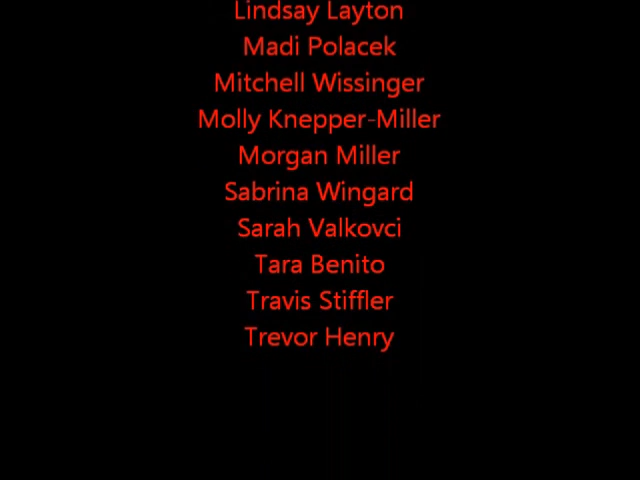 Lindsay Layton
Madi Polacek
Mitchell Wissinger
Molly Knepper-Miller
Morgan Miller
Sabrina Wingard
Sarah Valkovci
Tara Benito
Travis Stiffler
Trevor Henry